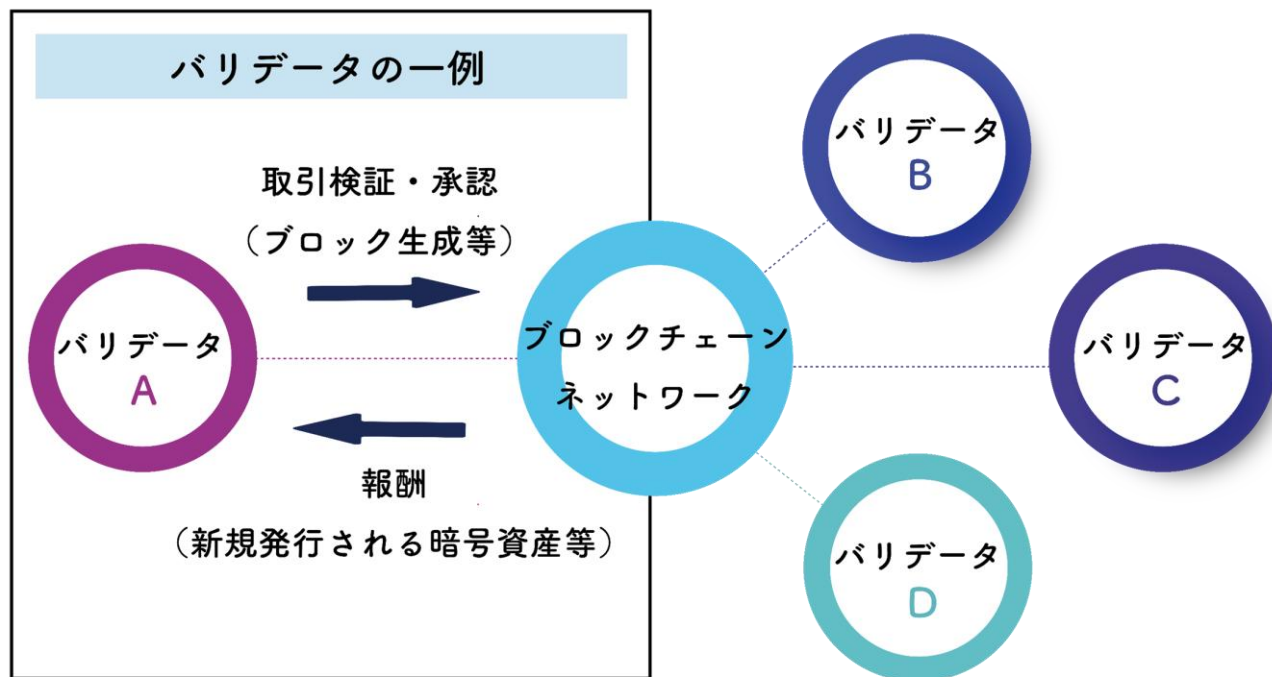 バリデータの一例
取引検証・承認
（ブロック生成等）
バリデータ
A
ブロックチェーン
ネットワーク
報酬
（新規発行される暗号資産等）
バリデータ
B
バリデータ
C
バリデータ
D